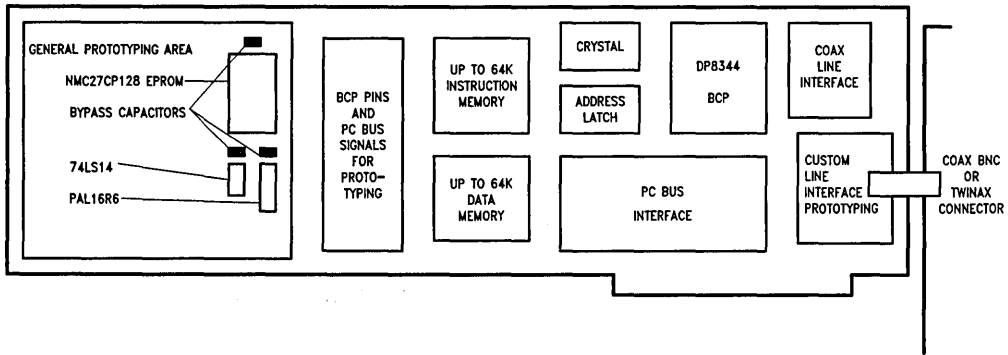 GENERAL PROTOTYPING AREA
NMC27CP128 EPROM
BYPASS CAPACITORS
74LS14
PAL16R6
BCP PINS
AND
PC BUS
SIGNALS
FOR
PROTO-
TYPING
UP TO 64K
INSTRUCTION
MEMORY
UP TO 64K
DATA
MEMORY
CRYSTAL
ADDRESS
LATCH
DP8344
BCP
COAX
LINE
INTERFACE
PC BUS
INTERFACE
CUSTOM
LINE
INTERFACE
PROTOTYPING
COAX BNC
OR
TWINAX
CONNECTOR